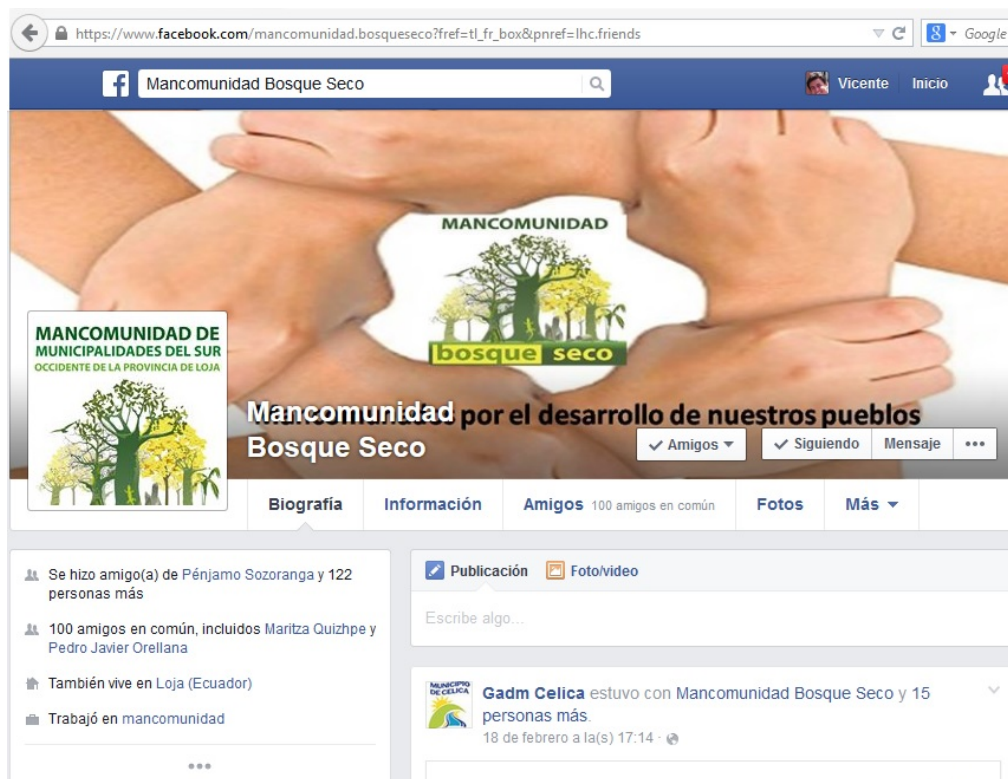 https://www.facebook.com/mancomunidad.bosqueseco?fref=tl_fr_box&pnref=lhc.friends
Google
Mancomunidad Bosque Seco
Vicente
Inicio
MANCOMUNIDAD
bosque seco
MANCOMUNIDAD DE
MUNICIPALIDADES DEL SUR
OCCIDENTE DE LA PROVINCIA DE LOJA
por el desarrollo de nuestros pueblos
Mancomunidad
Bosque Seco
Amigos
Siguiendo
Mensaje
Biografía
Información
Amigos 100 amigos en común
Fotos
Más
Se hizo amigo(a) de Pénjamo Sozoranga y 122
personas más
100 amigos en común, incluidos Maritza Quizhpe y
Pedro Javier Orellana
También vive en Loja (Ecuador)
Trabajó en mancomunidad
Publicación
Foto/video
Escribe algo...
MUNICIPIO
DE CELICA
Gadm Celica estuvo con Mancomunidad Bosque Seco y 15
personas más.
18 de febrero a la(s) 17:14 ·